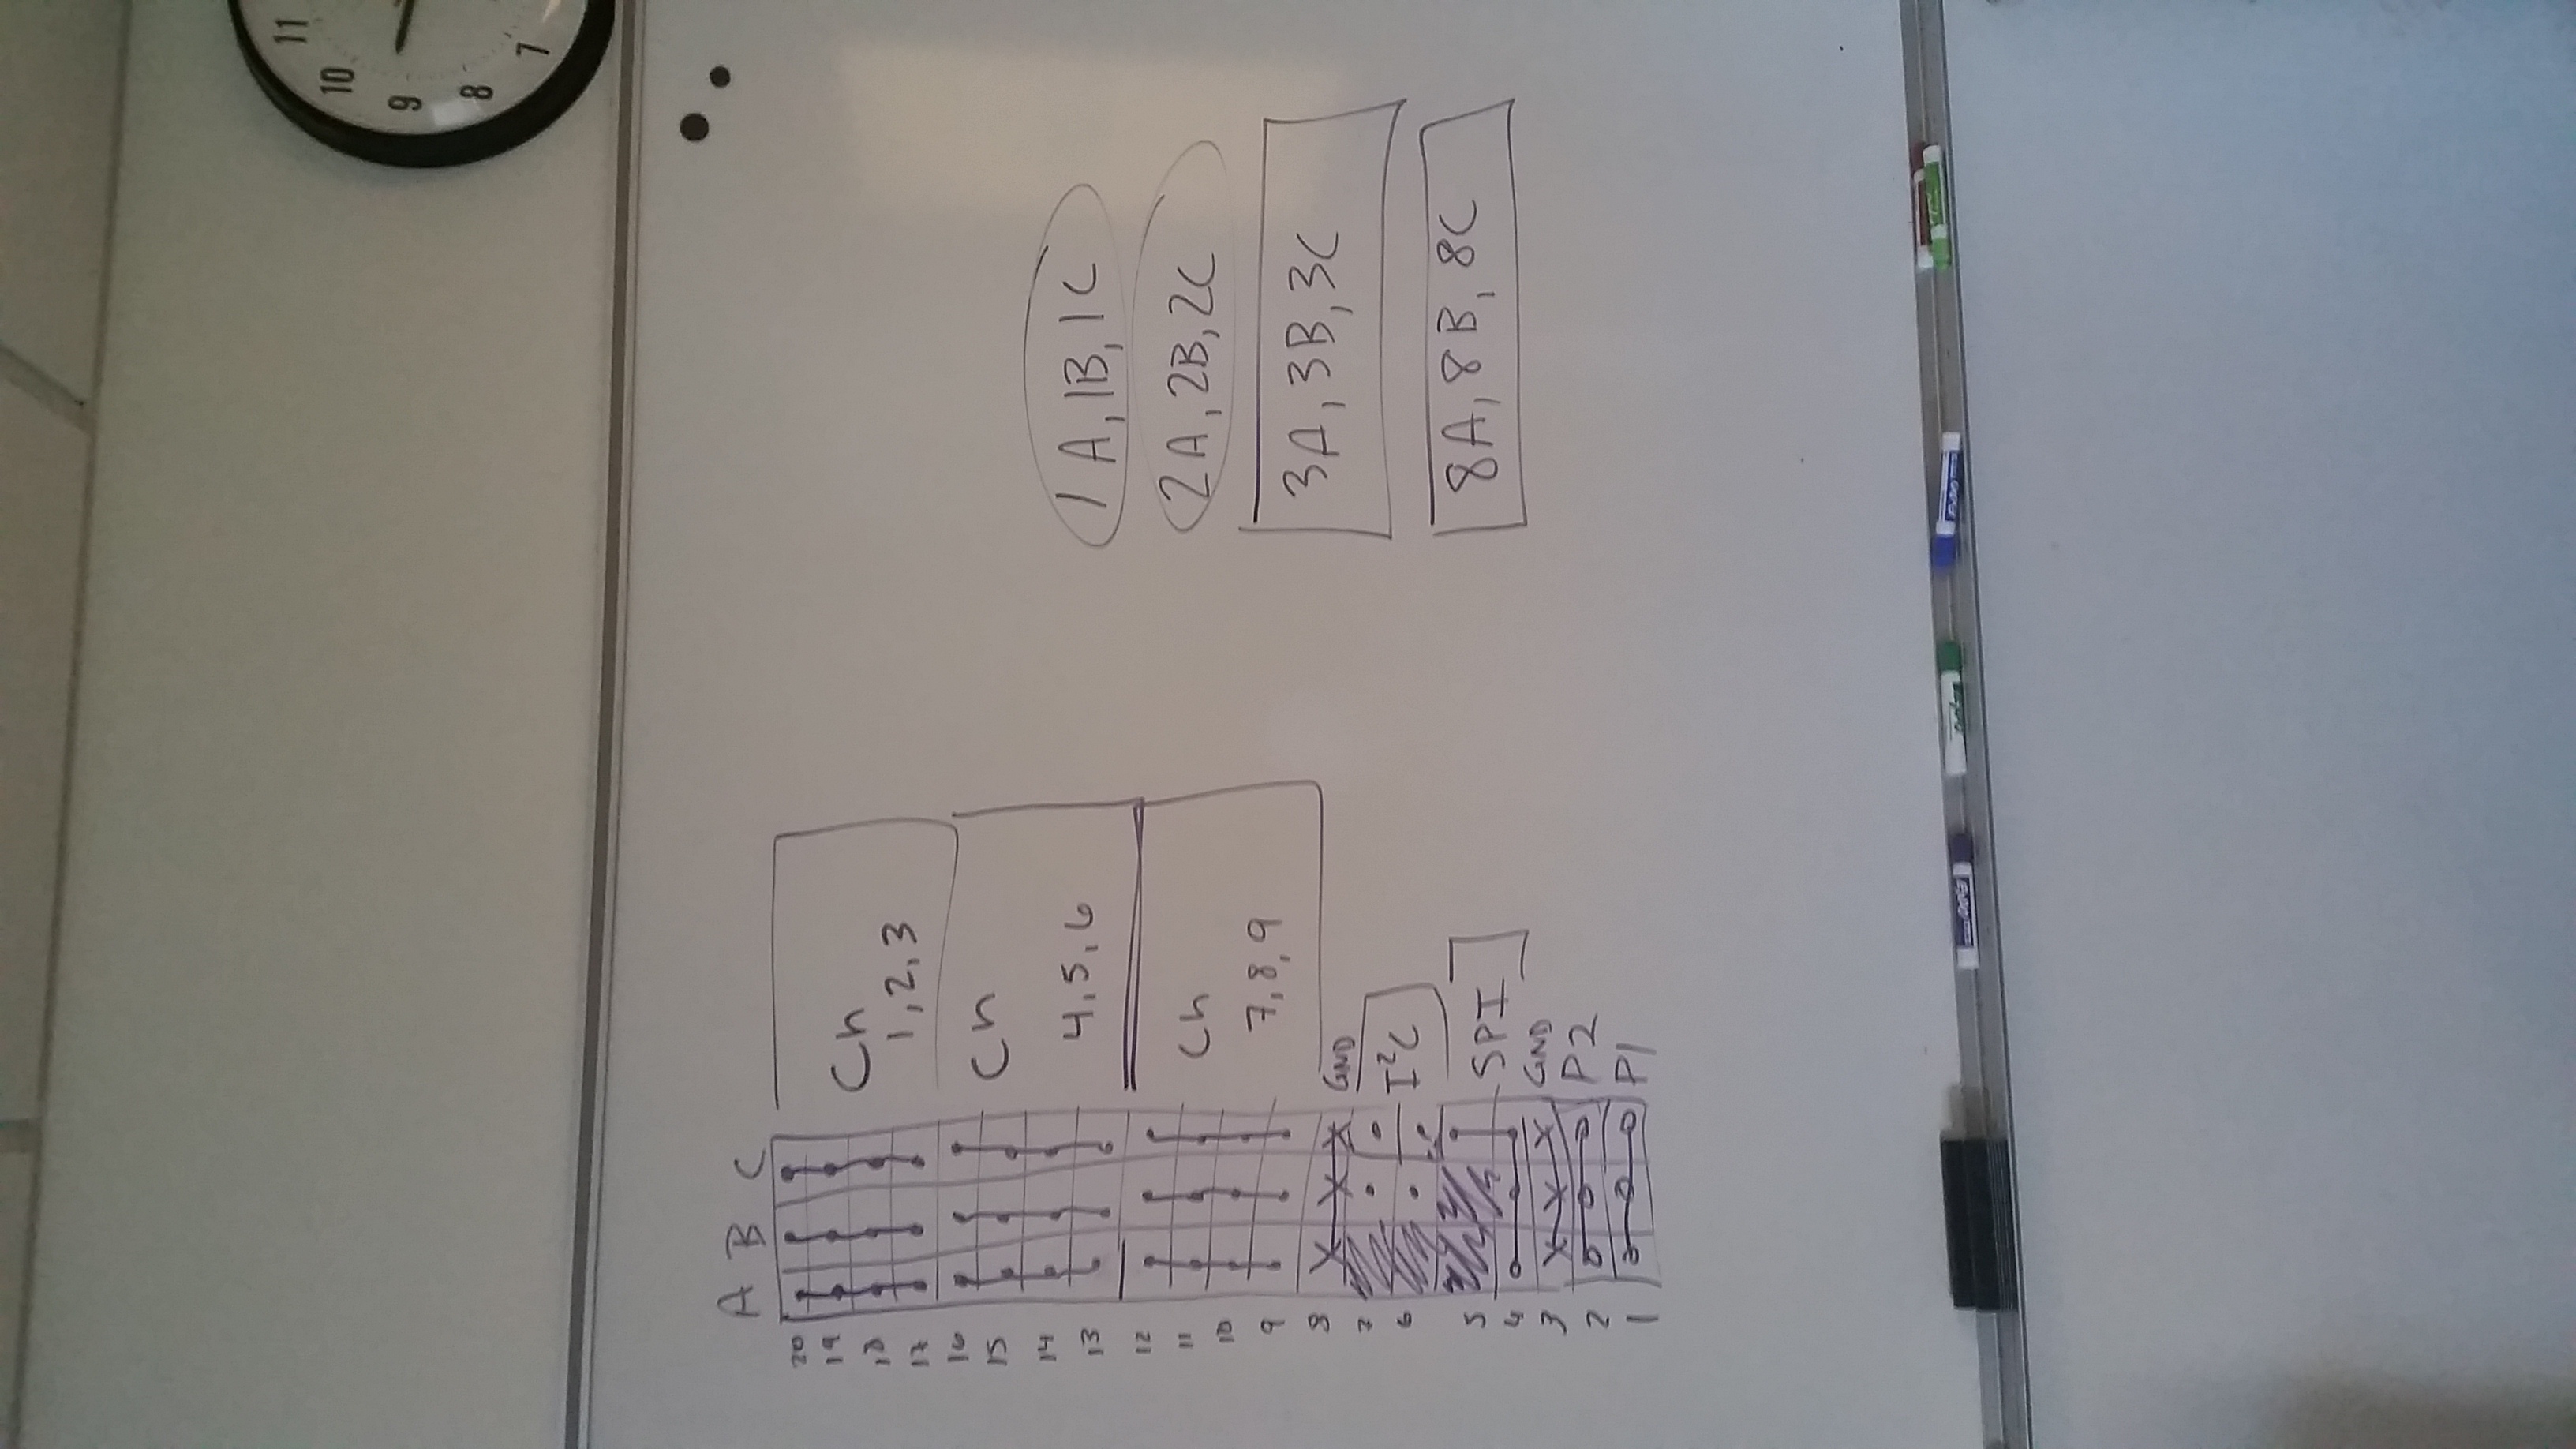 A B C
20
19
18
17
Ch
1,2,3
16
15
14
13
Ch
4,5,6
12
11
10
9
Ch
7,8,9
8 X X X GND
7
6
I²C
5
4
SPI
3 X X X GND
2 P2
1 P1
1A, 1B, 1C
2A, 2B, 2C
3A, 3B, 3C
8A, 8B, 8C
11
10
9
8
7
EXPO
EXPO
EXPO